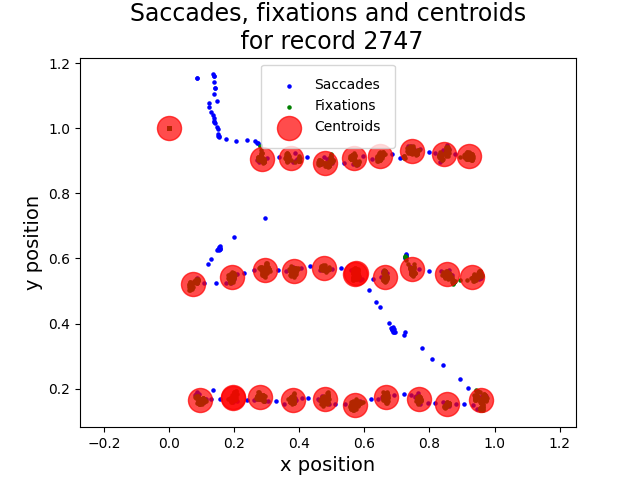 Saccades, fixations and centroids
for record 2747
Saccades
Fixations
Centroids
1.2
1.0
0.8
0.6
0.4
0.2
y position
−0.2
0.0
0.2
0.4
0.6
0.8
1.0
1.2
x position